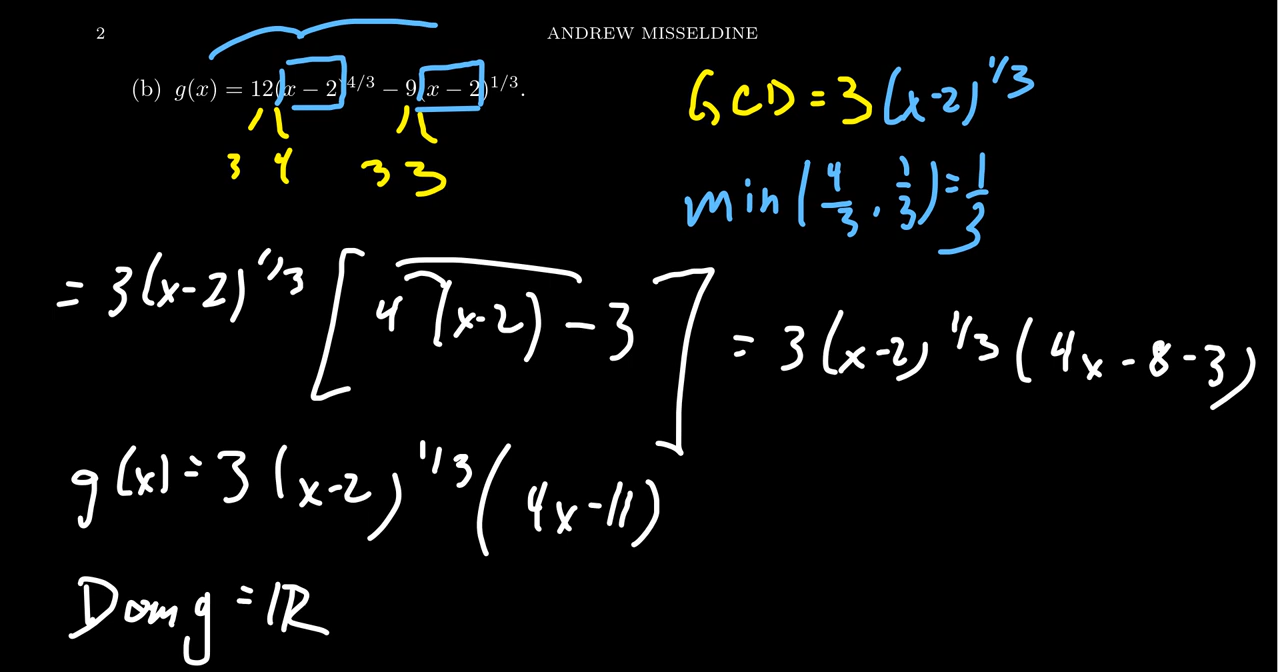 2 ANDREW MISSELDINE
(b) g(x) = 12(x − 2)^{4/3} − 9(x − 2)^{1/3}.
3 4 3 3
GCD = 3(x-2)^{1/3}
min(4/3, 1/3) = 1/3
= 3(x-2)^{1/3} [4(x-2) - 3] = 3(x-2)^{1/3} (4x - 8 - 3)
g(x) = 3(x-2)^{1/3} (4x - 11)
Dom g = ℝ